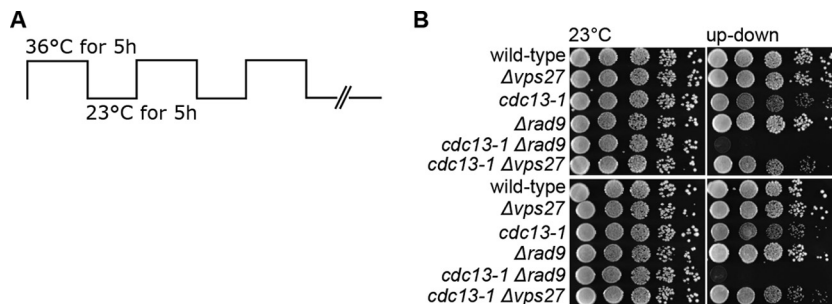 A
36°C for 5h
23°C for 5h
B
23°C up-down
wild-type
Δvps27
cdc13-1
Δrad9
cdc13-1 Δrad9
cdc13-1 Δvps27
wild-type
Δvps27
cdc13-1
Δrad9
cdc13-1 Δrad9
cdc13-1 Δvps27